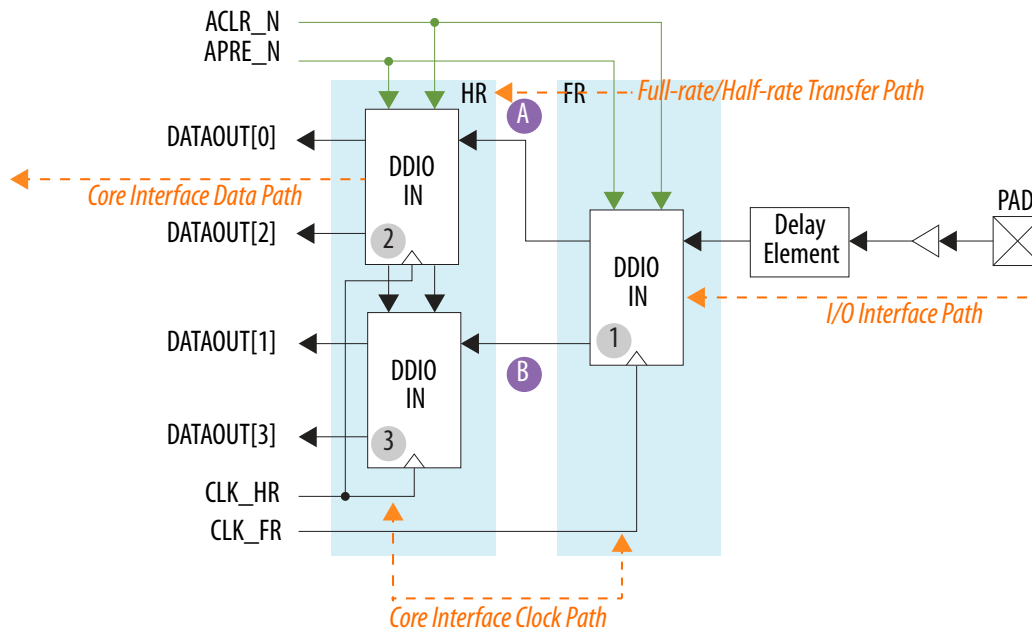 ACLR_N
APRE_N
HR
FR
Full-rate/Half-rate Transfer Path
A
DATAOUT[0]
DDIO
IN
Core Interface Data Path
PAD
DATAOUT[2]
2
Delay
Element
DDIO
IN
I/O Interface Path
DATAOUT[1]
1
DDIO
IN
B
DATAOUT[3]
3
CLK_HR
CLK_FR
Core Interface Clock Path